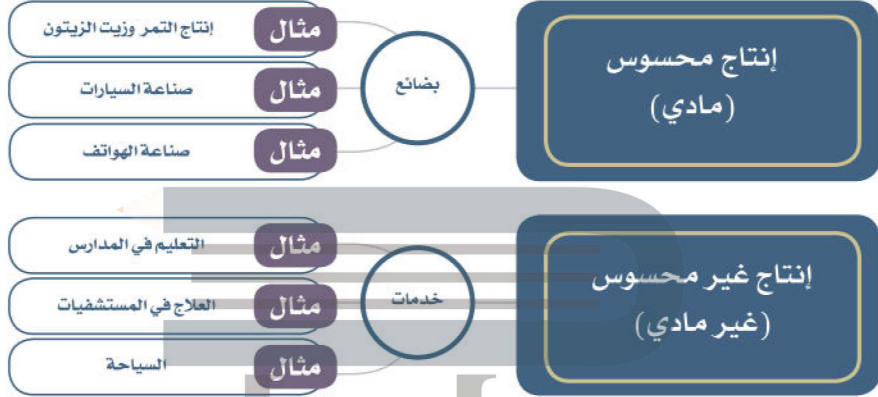 إنتاج محسوس
(مادي)
بضائع
مثال
إنتاج التمر وزيت الزيتون
مثال
صناعة السيارات
مثال
صناعة الهواتف
إنتاج غير محسوس
(غير مادي)
خدمات
مثال
التعليم في المدارس
مثال
العلاج في المستشفيات
مثال
السياحة